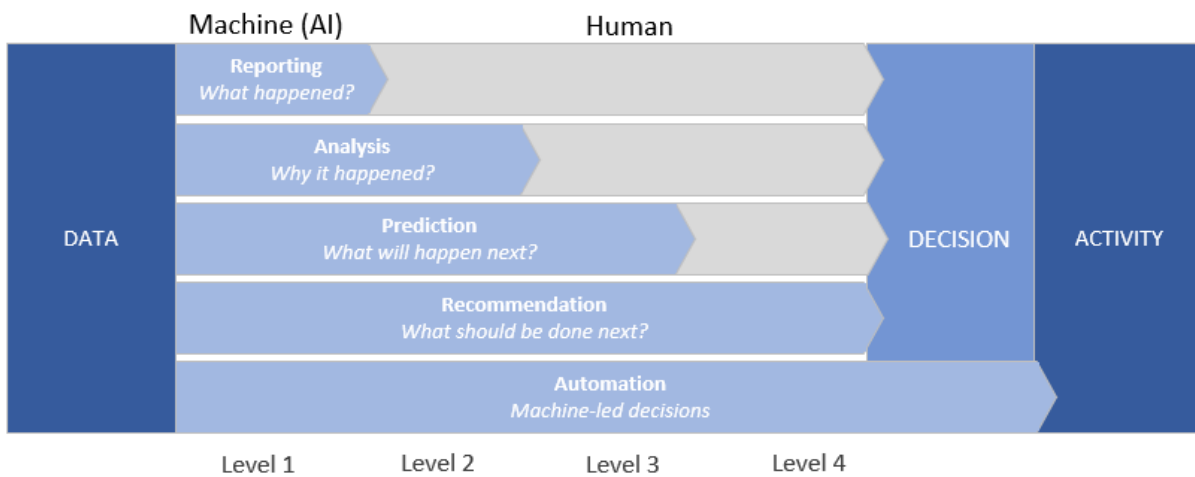 Machine (AI)
Human
Reporting
What happened?
Analysis
Why it happened?
Prediction
What will happen next?
DATA
DECISION
ACTIVITY
Recommendation
What should be done next?
Automation
Machine-led decisions
Level 1
Level 2
Level 3
Level 4